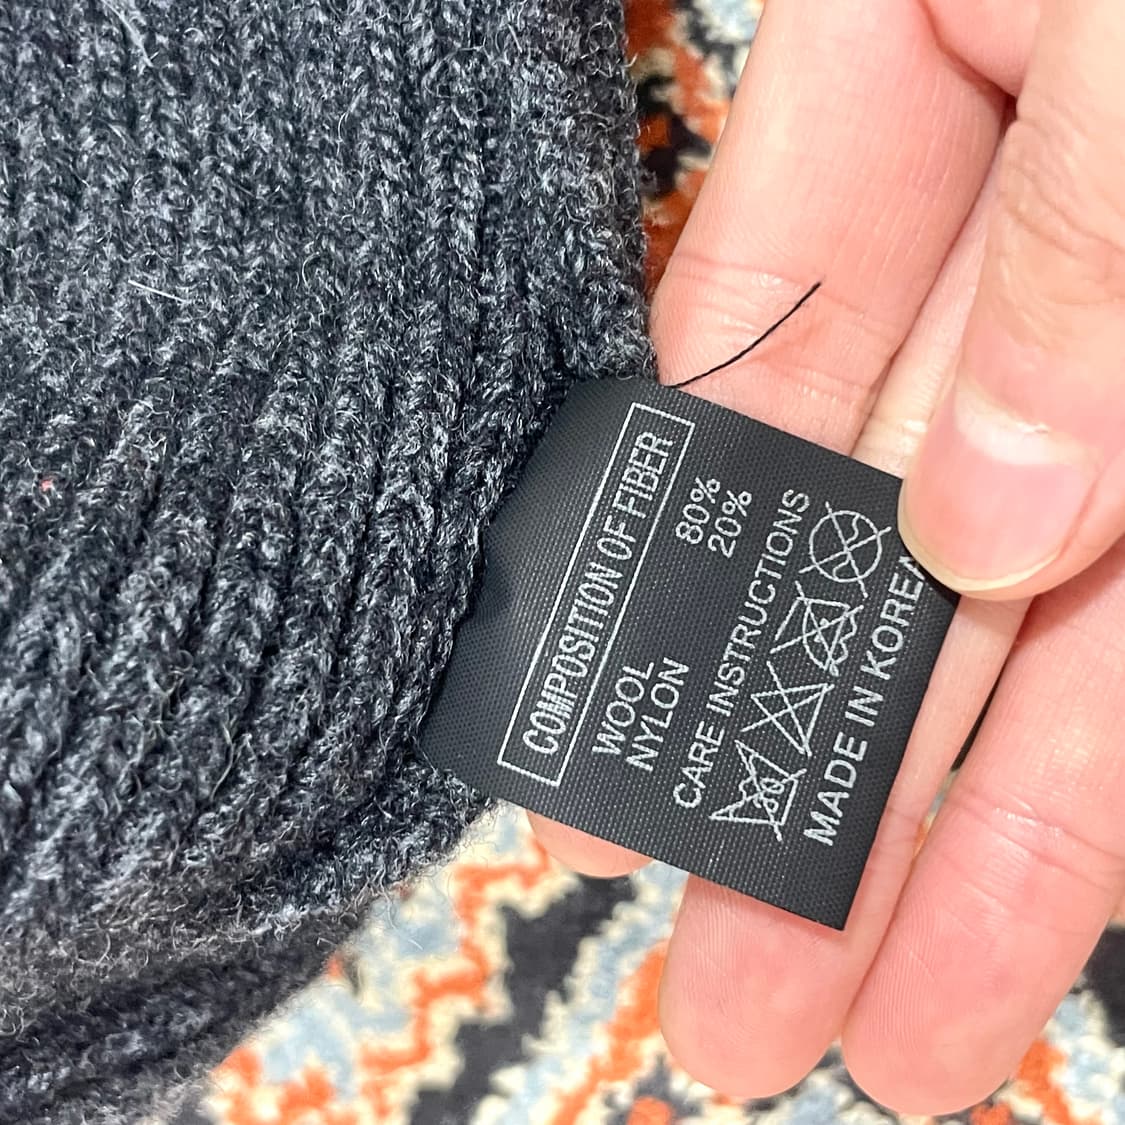 COMPOSITION OF FIBER
WOOL 80%
NYLON 20%
CARE INSTRUCTIONS
MADE IN KOREA